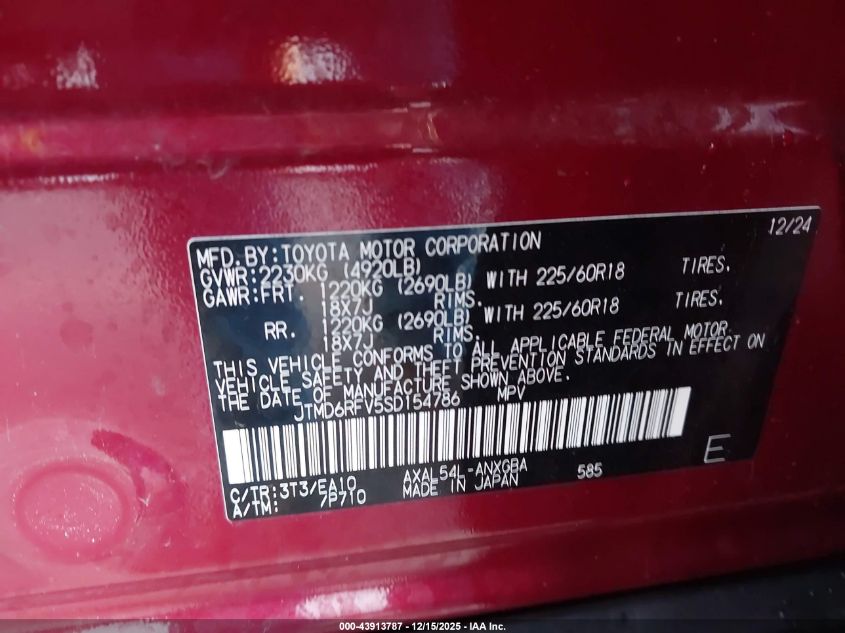 12/24
MFD. BY: TOYOTA MOTOR CORPORATION
GVWR: 2230KG (4920LB)
GAWR: FRT. 1220KG (2690LB) WITH 225/60R18 TIRES.
18X7J RIMS.
RR. 1220KG (2690LB) WITH 225/60R18 TIRES.
18X7J RIMS.
THIS VEHICLE CONFORMS TO ALL APPLICABLE FEDERAL MOTOR
VEHICLE SAFETY AND THEFT PREVENTION STANDARDS IN EFFECT ON
THE DATE OF MANUFACTURE SHOWN ABOVE.
JTMD6RFV5SD154786 MPV
E
C/TR: 3T3/EA10 AXAL54L-ANXGBA 585
A/TM: 7P710 MADE IN JAPAN
000-43913787 - 12/15/2025 - IAA Inc.